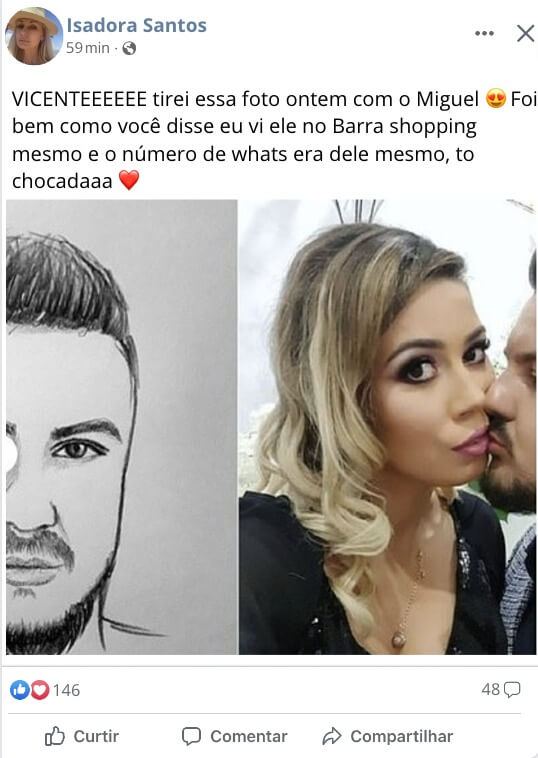 Isadora Santos
59 min ·
VICENTEEEEEE tirei essa foto ontem com o Miguel 😍 Foi
bem como você disse eu vi ele no Barra shopping
mesmo e o número de whats era dele mesmo, to
chocadaaa ❤️
146
48
Curtir
Comentar
Compartilhar